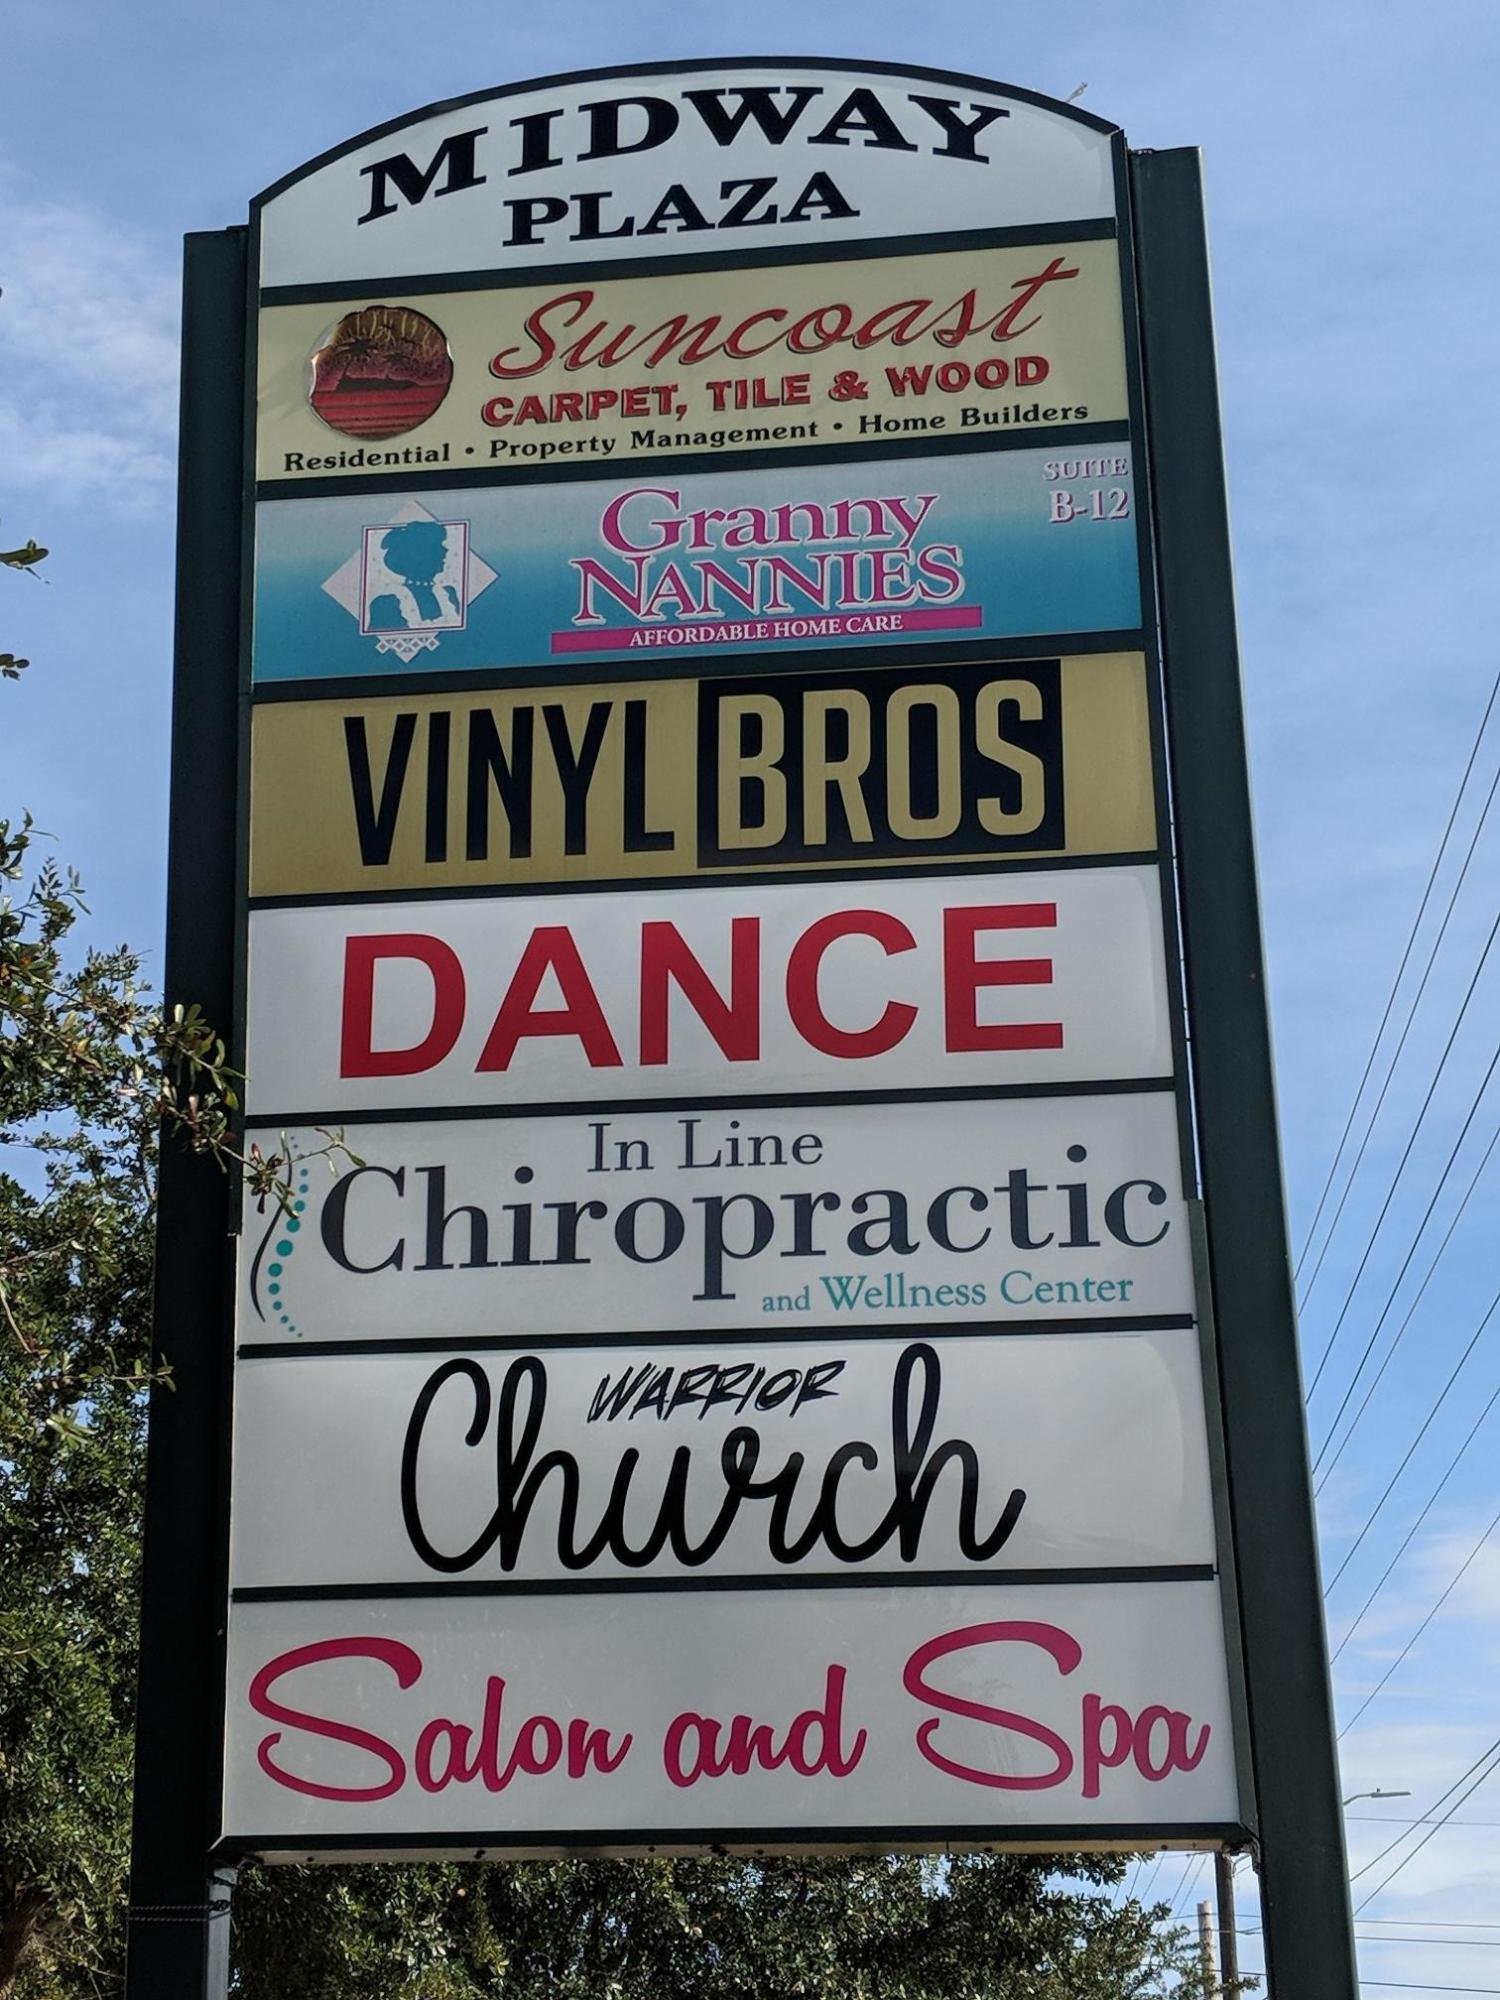 MIDWAY
PLAZA
Suncoast
CARPET, TILE & WOOD
Residential • Property Management • Home Builders
SUITE
B-12
Granny
NANNIES
AFFORDABLE HOME CARE
VINYL BROS
DANCE
In Line
Chiropractic
and Wellness Center
WARRIOR
Church
Salon and Spa